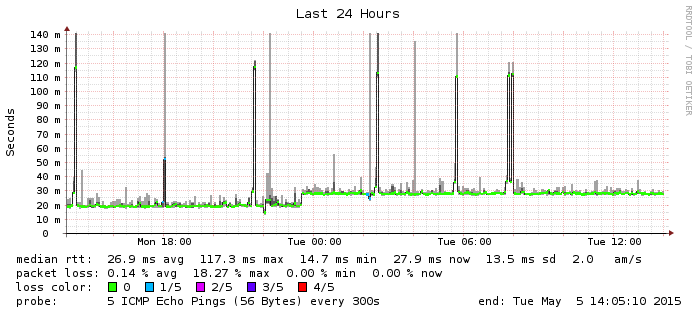 Last 24 Hours
RRDTOOL / TOBI OETIKER
Seconds
140 m
130 m
120 m
110 m
100 m
90 m
80 m
70 m
60 m
50 m
40 m
30 m
20 m
10 m
0
Mon 18:00 Tue 00:00 Tue 06:00 Tue 12:00
median rtt: 26.9 ms avg 117.3 ms max 14.7 ms min 27.9 ms now 13.5 ms sd 2.0 am/s
packet loss: 0.14 % avg 18.27 % max 0.00 % min 0.00 % now
loss color: 0 1/5 2/5 3/5 4/5
probe: 5 ICMP Echo Pings (56 Bytes) every 300s end: Tue May 5 14:05:10 2015